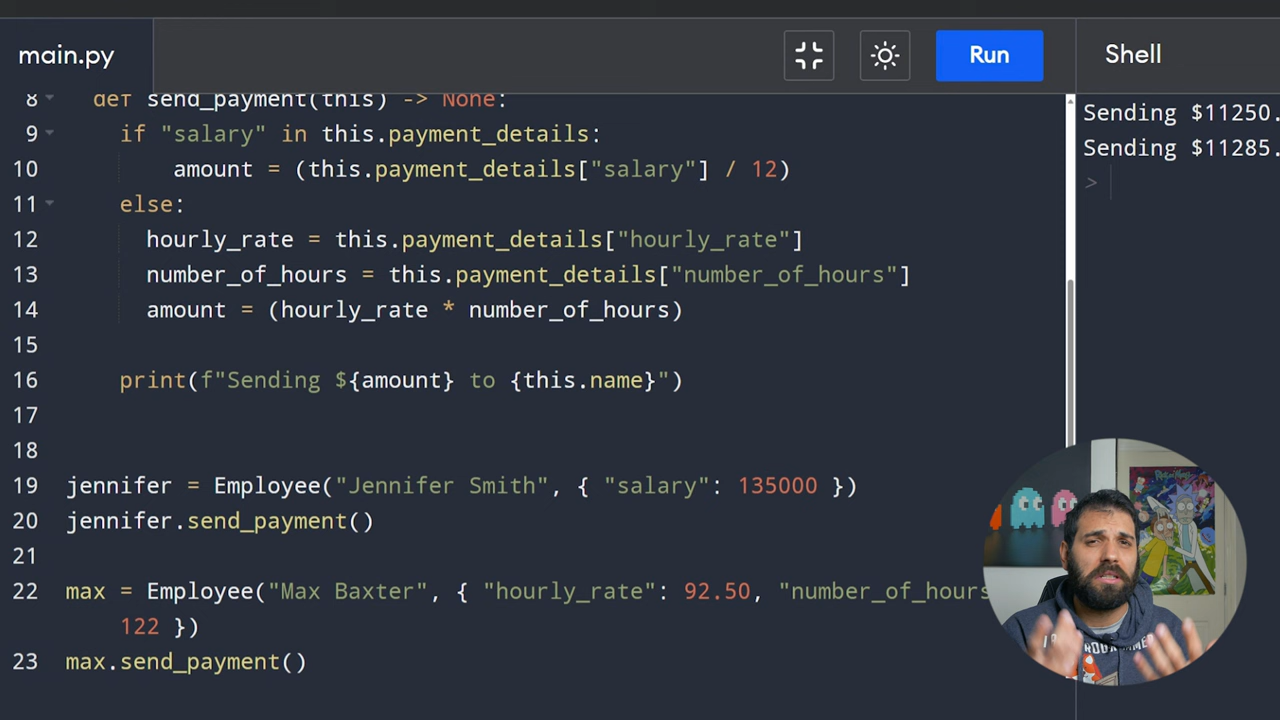 main.py
Run
Shell
8 def send_payment(this) -> None:
9 if "salary" in this.payment_details:
10 amount = (this.payment_details["salary"] / 12)
11 else:
12 hourly_rate = this.payment_details["hourly_rate"]
13 number_of_hours = this.payment_details["number_of_hours"]
14 amount = (hourly_rate * number_of_hours)
15
16 print(f"Sending ${amount} to {this.name}")
17
18
19 jennifer = Employee("Jennifer Smith", { "salary": 135000 })
20 jennifer.send_payment()
21
22 max = Employee("Max Baxter", { "hourly_rate": 92.50, "number_of_hours
122 })
23 max.send_payment()
Sending $11250.
Sending $11285.
>